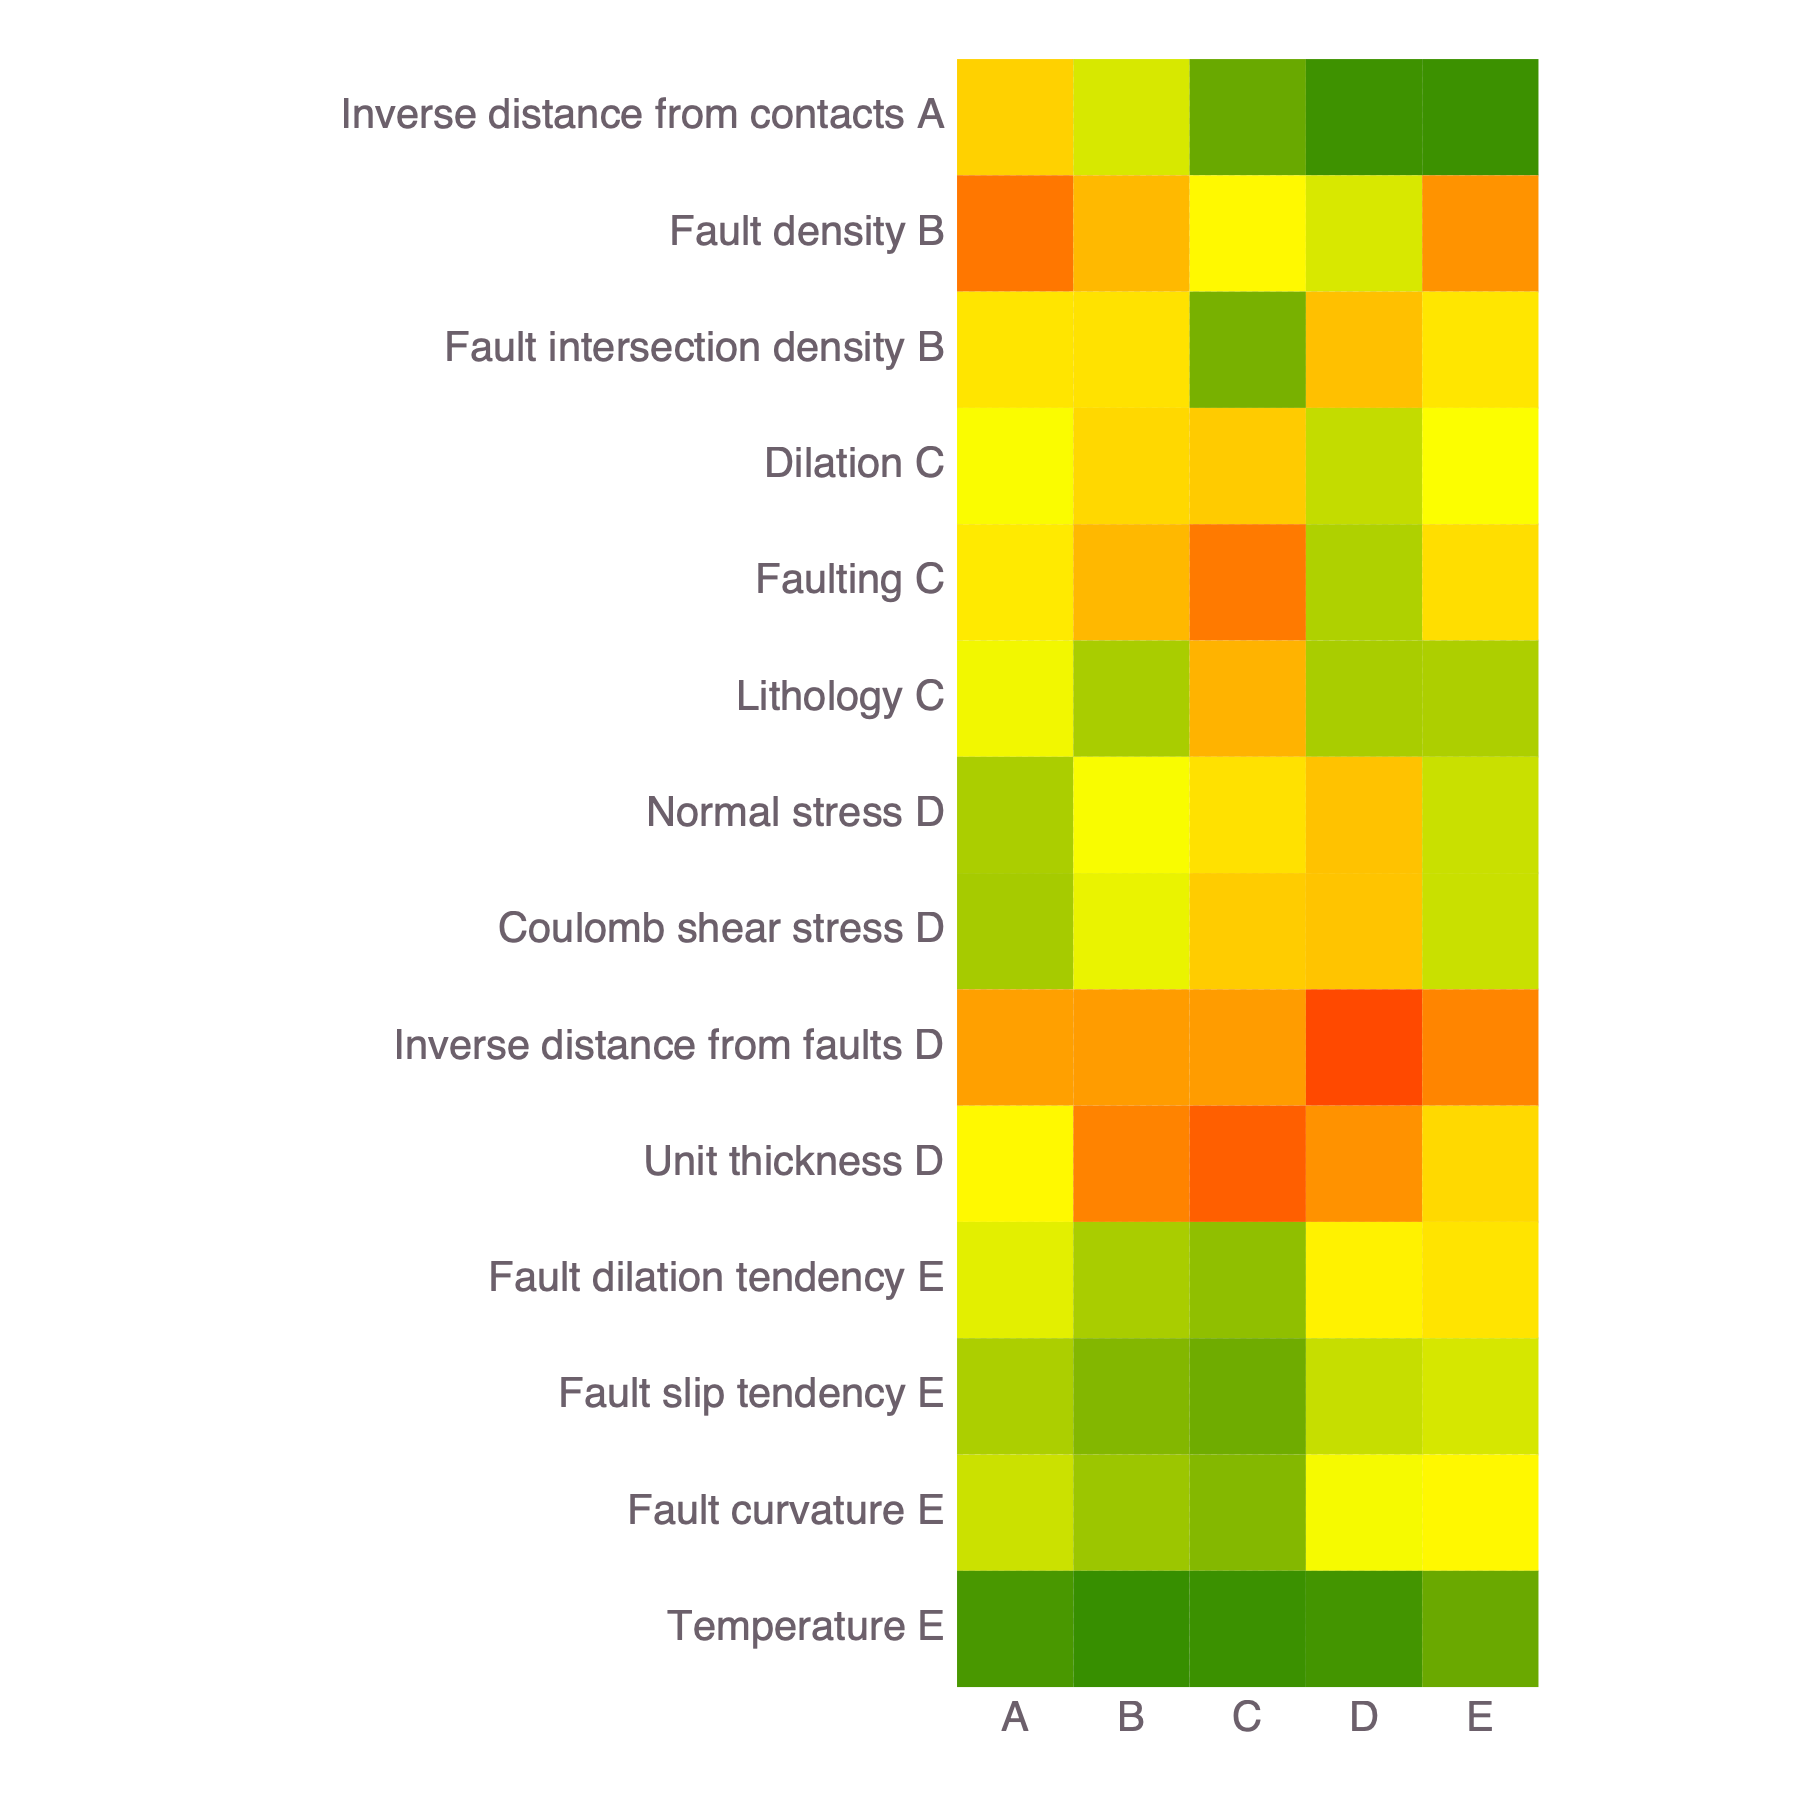 Inverse distance from contacts A
Fault density B
Fault intersection density B
Dilation C
Faulting C
Lithology C
Normal stress D
Coulomb shear stress D
Inverse distance from faults D
Unit thickness D
Fault dilation tendency E
Fault slip tendency E
Fault curvature E
Temperature E
A B C D E